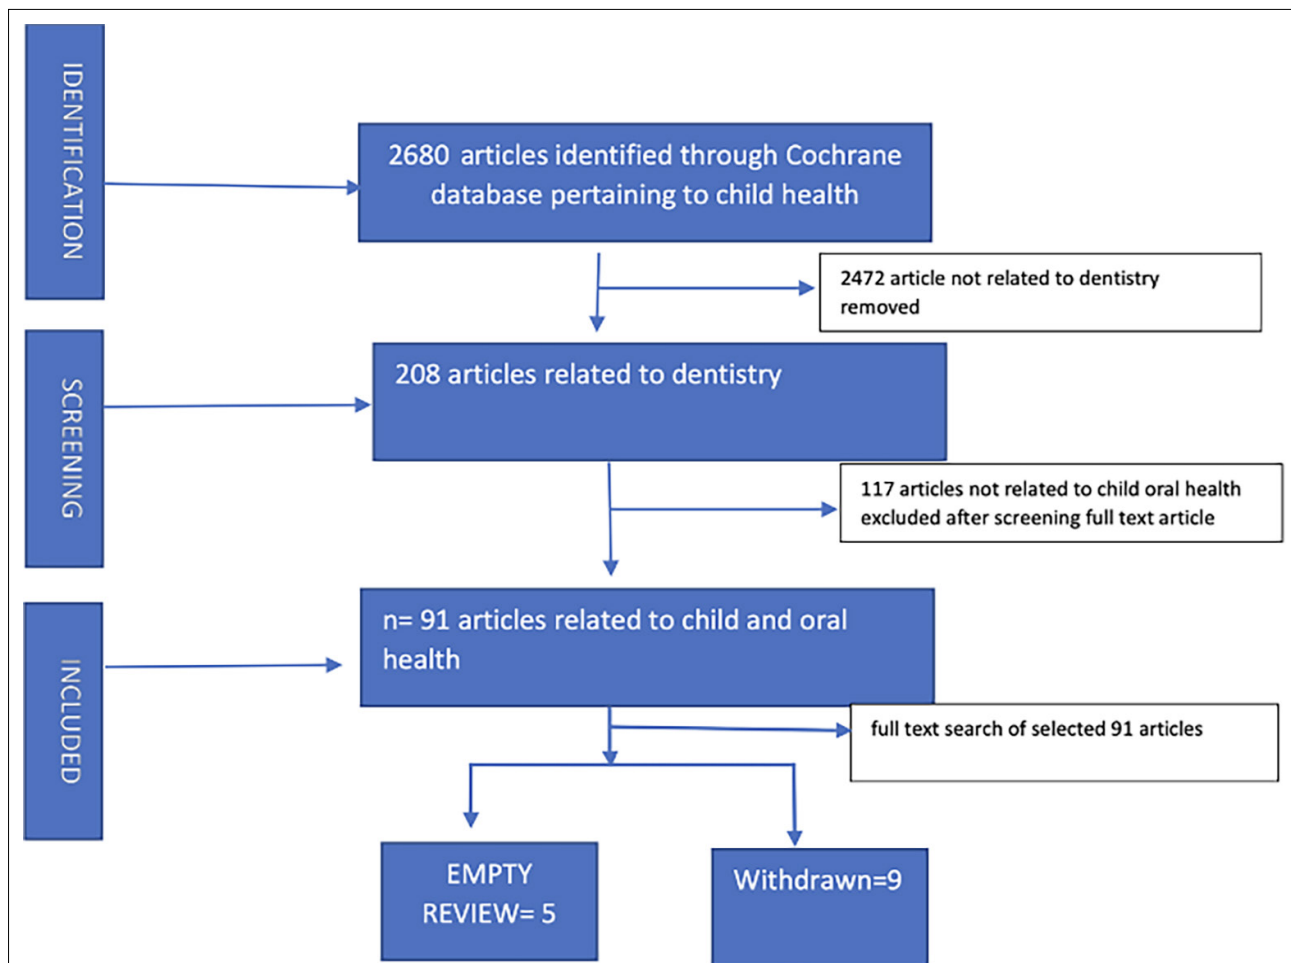 IDENTIFICATION
2680 articles identified through Cochrane
database pertaining to child health
2472 article not related to dentistry
removed
SCREENING
208 articles related to dentistry
117 articles not related to child oral health
excluded after screening full text article
INCLUDED
n= 91 articles related to child and oral
health
full text search of selected 91 articles
EMPTY
REVIEW= 5
Withdrawn=9